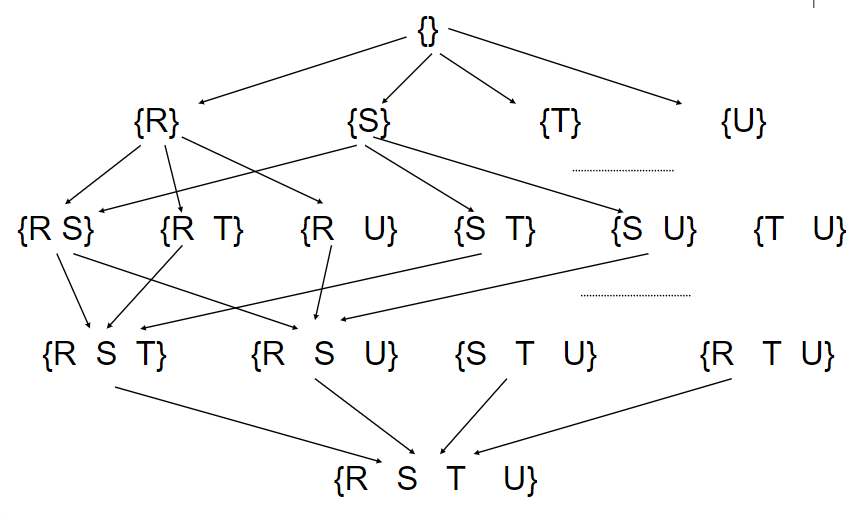 {}
{R} {S} {T} {U}
{R S} {R T} {R U} {S T} {S U} {T U}
{R S T} {R S U} {S T U} {R T U}
{R S T U}